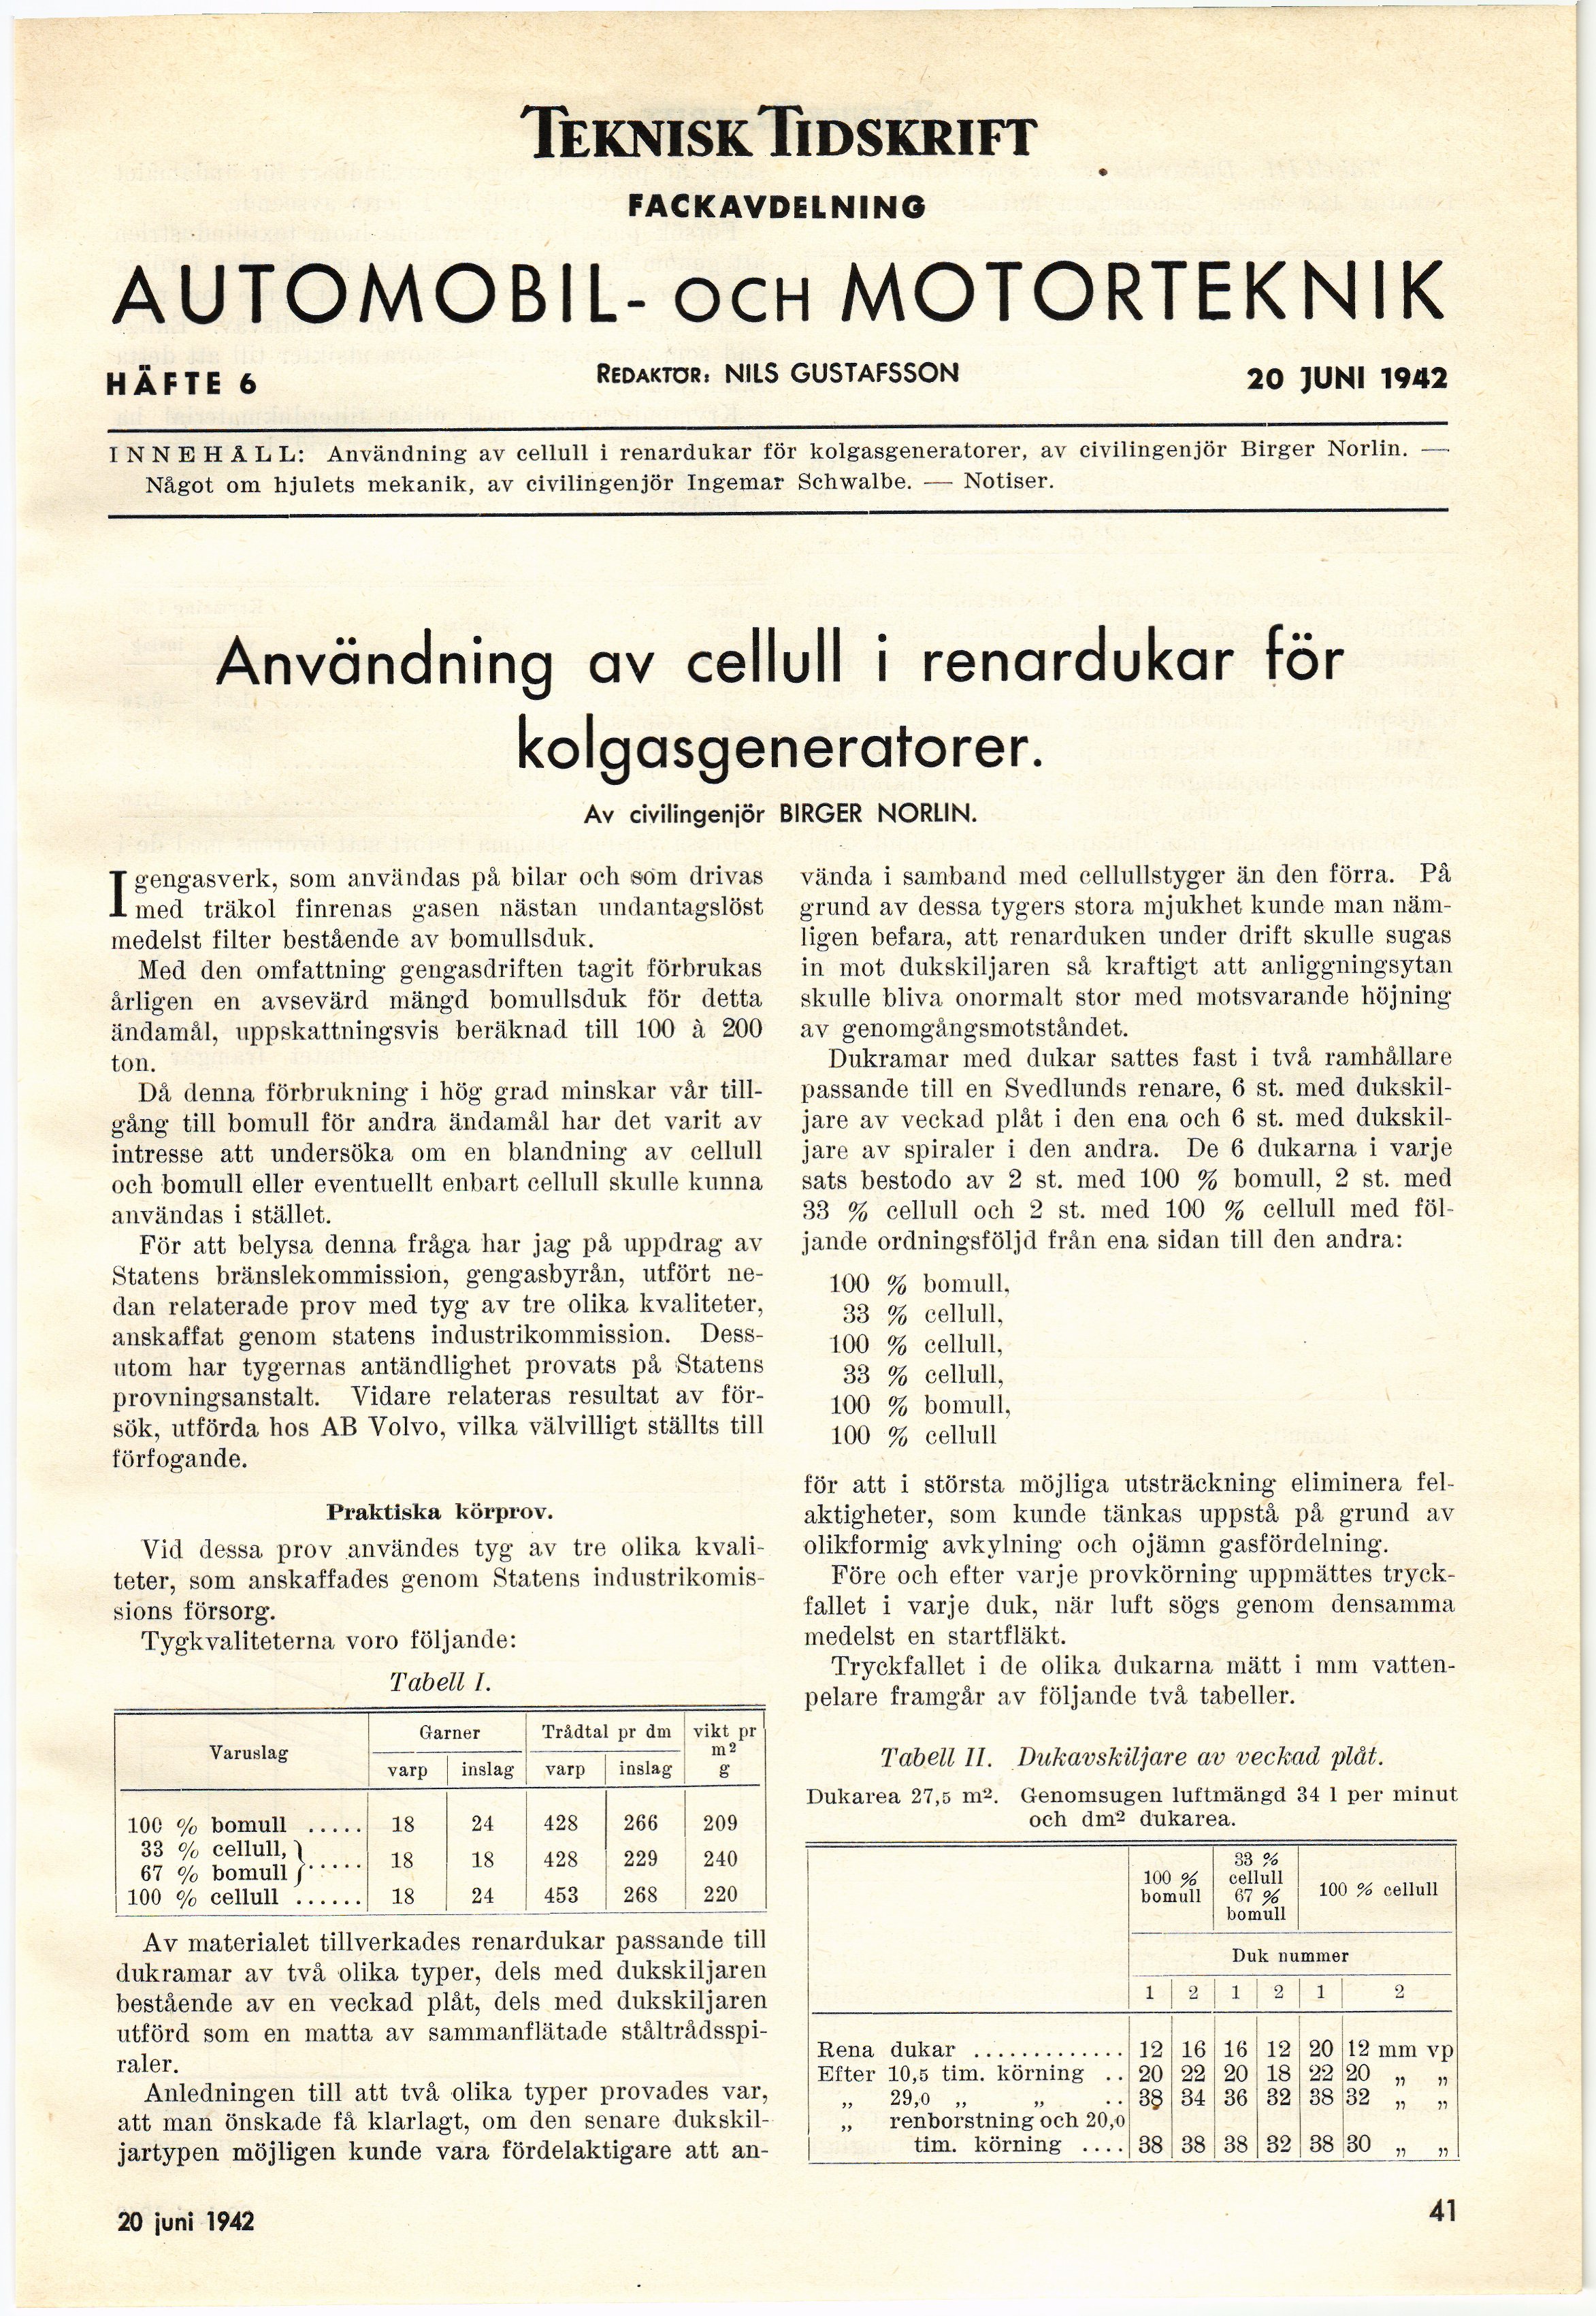 TEKNISK TIDSKRIFT
FACKAVDELNING
AUTOMOBIL- OCH MOTORTEKNIK
HÄFTE 6
REDAKTÖR: NILS GUSTAFSSON
20 JUNI 1942
INNEHÅLL: Användning av cellull i renardukar för kolgasgeneratorer, av civilingenjör Birger Norlin. —
Något om hjulets mekanik, av civilingenjör Ingemar Schwalbe. — Notiser.
Användning av cellull i renardukar för
kolgasgeneratorer.
Av civilingenjör BIRGER NORLIN.
I gengasverk, som användas på bilar och som drivas
med träkol finrenas gasen nästan undantagslöst
medelst filter bestående av bomullsduk.
Med den omfattning gengasdriften tagit förbrukas
årligen en avsevärd mängd bomullsduk för detta
ändamål, uppskattningsvis beräknad till 100 à 200
ton.
Då denna förbrukning i hög grad minskar vår till-
gång till bomull för andra ändamål har det varit av
intresse att undersöka om en blandning av cellull
och bomull eller eventuellt enbart cellull skulle kunna
användas i stället.
För att belysa denna fråga har jag på uppdrag av
Statens bränslekommission, gengasbyrån, utfört ne-
dan relaterade prov med tyg av tre olika kvaliteter,
anskaffat genom statens industrikommission. Dess-
utom har tygernas antändlighet provats på Statens
provningsanstalt. Vidare relateras resultat av för-
sök, utförda hos AB Volvo, vilka välvilligt ställts till
förfogande.
Praktiska körprov.
Vid dessa prov användes tyg av tre olika kvali-
teter, som anskaffades genom Statens industrikomis-
sions försorg.
Tygkvaliteterna voro följande:
Tabell I.
Varuslag Garner Trådtal pr dm vikt pr
m²
g
varp inslag varp inslag
100 % bomull ..... 18 24 428 266 209
33 % cellull, }
67 % bomull } ..... 18 18 428 229 240
100 % cellull ...... 18 24 453 268 220
Av materialet tillverkades renardukar passande till
dukramar av två olika typer, dels med dukskiljaren
bestående av en veckad plåt, dels med dukskiljaren
utförd som en matta av sammanflätade ståltrådsspi-
raler.
Anledningen till att två olika typer provades var,
att man önskade få klarlagt, om den senare dukskil-
jartypen möjligen kunde vara fördelaktigare att an-
vända i samband med cellullstyger än den förra. På
grund av dessa tygers stora mjukhet kunde man näm-
ligen befara, att renarduken under drift skulle sugas
in mot dukskiljaren så kraftigt att anliggningsytan
skulle bliva onormalt stor med motsvarande höjning
av genomgångsmotståndet.
Dukramar med dukar sattes fast i två ramhållare
passande till en Svedlunds renare, 6 st. med dukskil-
jare av veckad plåt i den ena och 6 st. med dukskil-
jare av spiraler i den andra. De 6 dukarna i varje
sats bestodo av 2 st. med 100 % bomull, 2 st. med
33 % cellull och 2 st. med 100 % cellull med föl-
jande ordningsföljd från ena sidan till den andra:
100 % bomull,
33 % cellull,
100 % cellull,
33 % cellull,
100 % bomull,
100 % cellull
för att i största möjliga utsträckning eliminera fel-
aktigheter, som kunde tänkas uppstå på grund av
olikformig avkylning och ojämn gasfördelning.
Före och efter varje provkörning uppmättes tryck-
fallet i varje duk, när luft sögs genom densamma
medelst en startfläkt.
Tryckfallet i de olika dukarna mätt i mm vatten-
pelare framgår av följande två tabeller.
Tabell II. Dukavskiljare av veckad plåt.
Dukarea 27,5 m². Genomsugen luftmängd 34 l per minut
och dm² dukarea.
100 %
bomull
33 %
cellull
67 %
bomull
100 % cellull
Duk nummer
1 2 1 2 1 2
Rena dukar ............. 12 16 16 12 20 12 mm vp
Efter 10,5 tim. körning .. 20 22 20 18 22 20 „ „
„ 29,0 „ „ .. 38 34 36 32 38 32 „ „
„ renborstning och 20,0
tim. körning .... 38 38 38 32 38 30 „ „
20 juni 1942
41